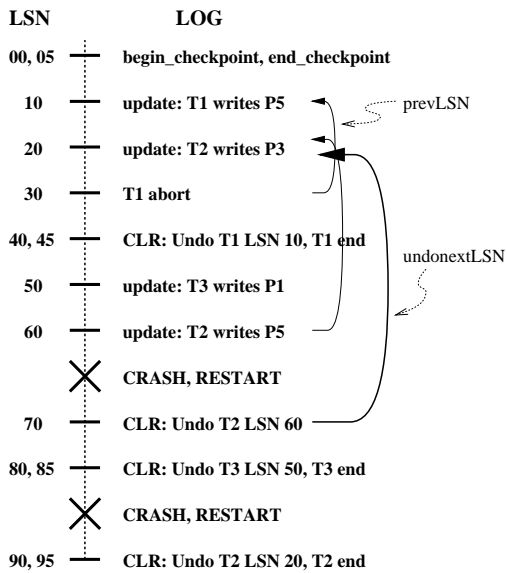 LSN LOG
00, 05 begin_checkpoint, end_checkpoint
10 update: T1 writes P5 prevLSN
20 update: T2 writes P3
30 T1 abort
40, 45 CLR: Undo T1 LSN 10, T1 end
undonextLSN
50 update: T3 writes P1
60 update: T2 writes P5
CRASH, RESTART
70 CLR: Undo T2 LSN 60
80, 85 CLR: Undo T3 LSN 50, T3 end
CRASH, RESTART
90, 95 CLR: Undo T2 LSN 20, T2 end